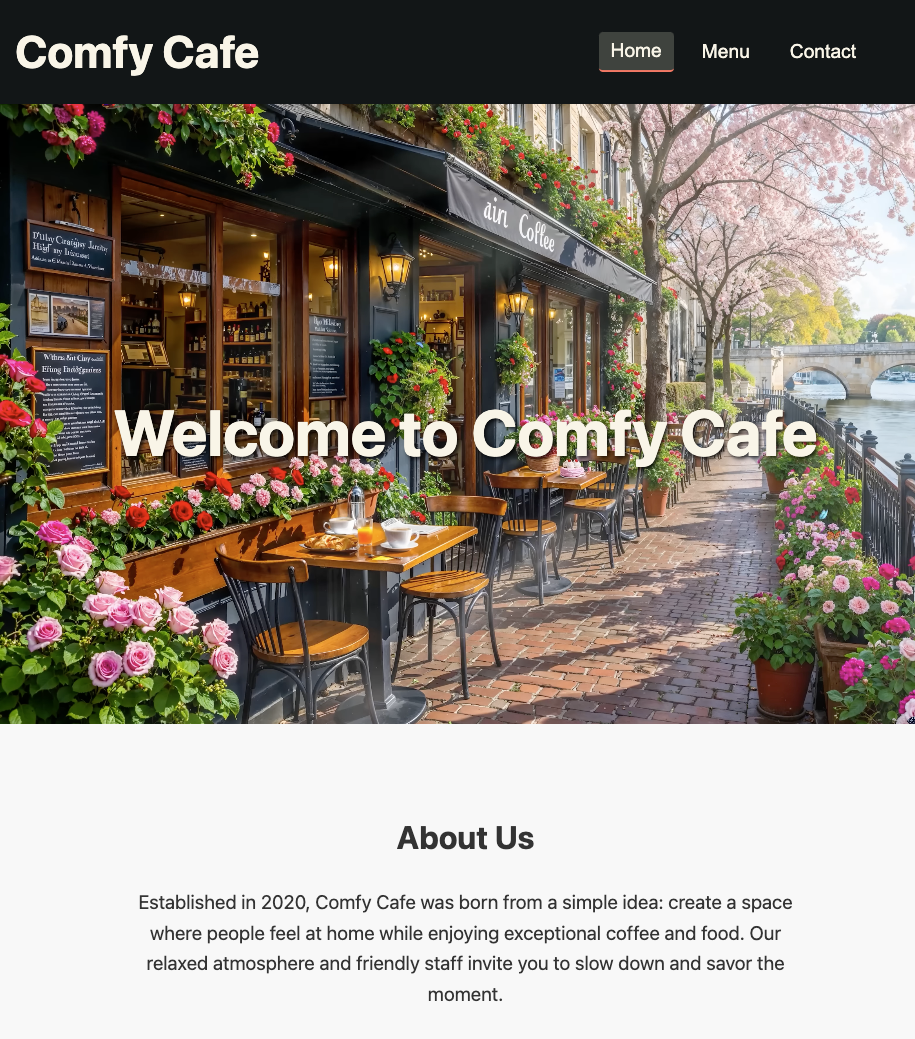 Comfy Cafe
Home Menu Contact
Coffee
Welcome to Comfy Cafe
About Us
Established in 2020, Comfy Cafe was born from a simple idea: create a space
where people feel at home while enjoying exceptional coffee and food. Our
relaxed atmosphere and friendly staff invite you to slow down and savor the
moment.